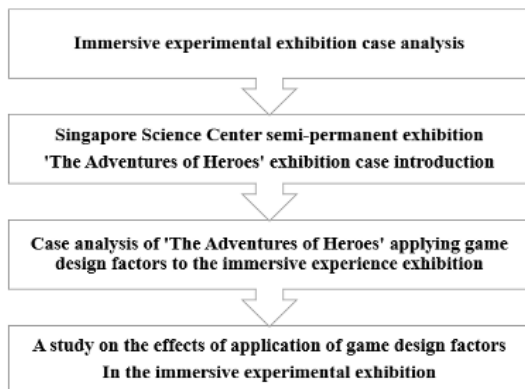 Immersive experimental exhibition case analysis
Singapore Science Center semi-permanent exhibition
'The Adventures of Heroes' exhibition case introduction
Case analysis of 'The Adventures of Heroes' applying game
design factors to the immersive experience exhibition
A study on the effects of application of game design factors
In the immersive experimental exhibition